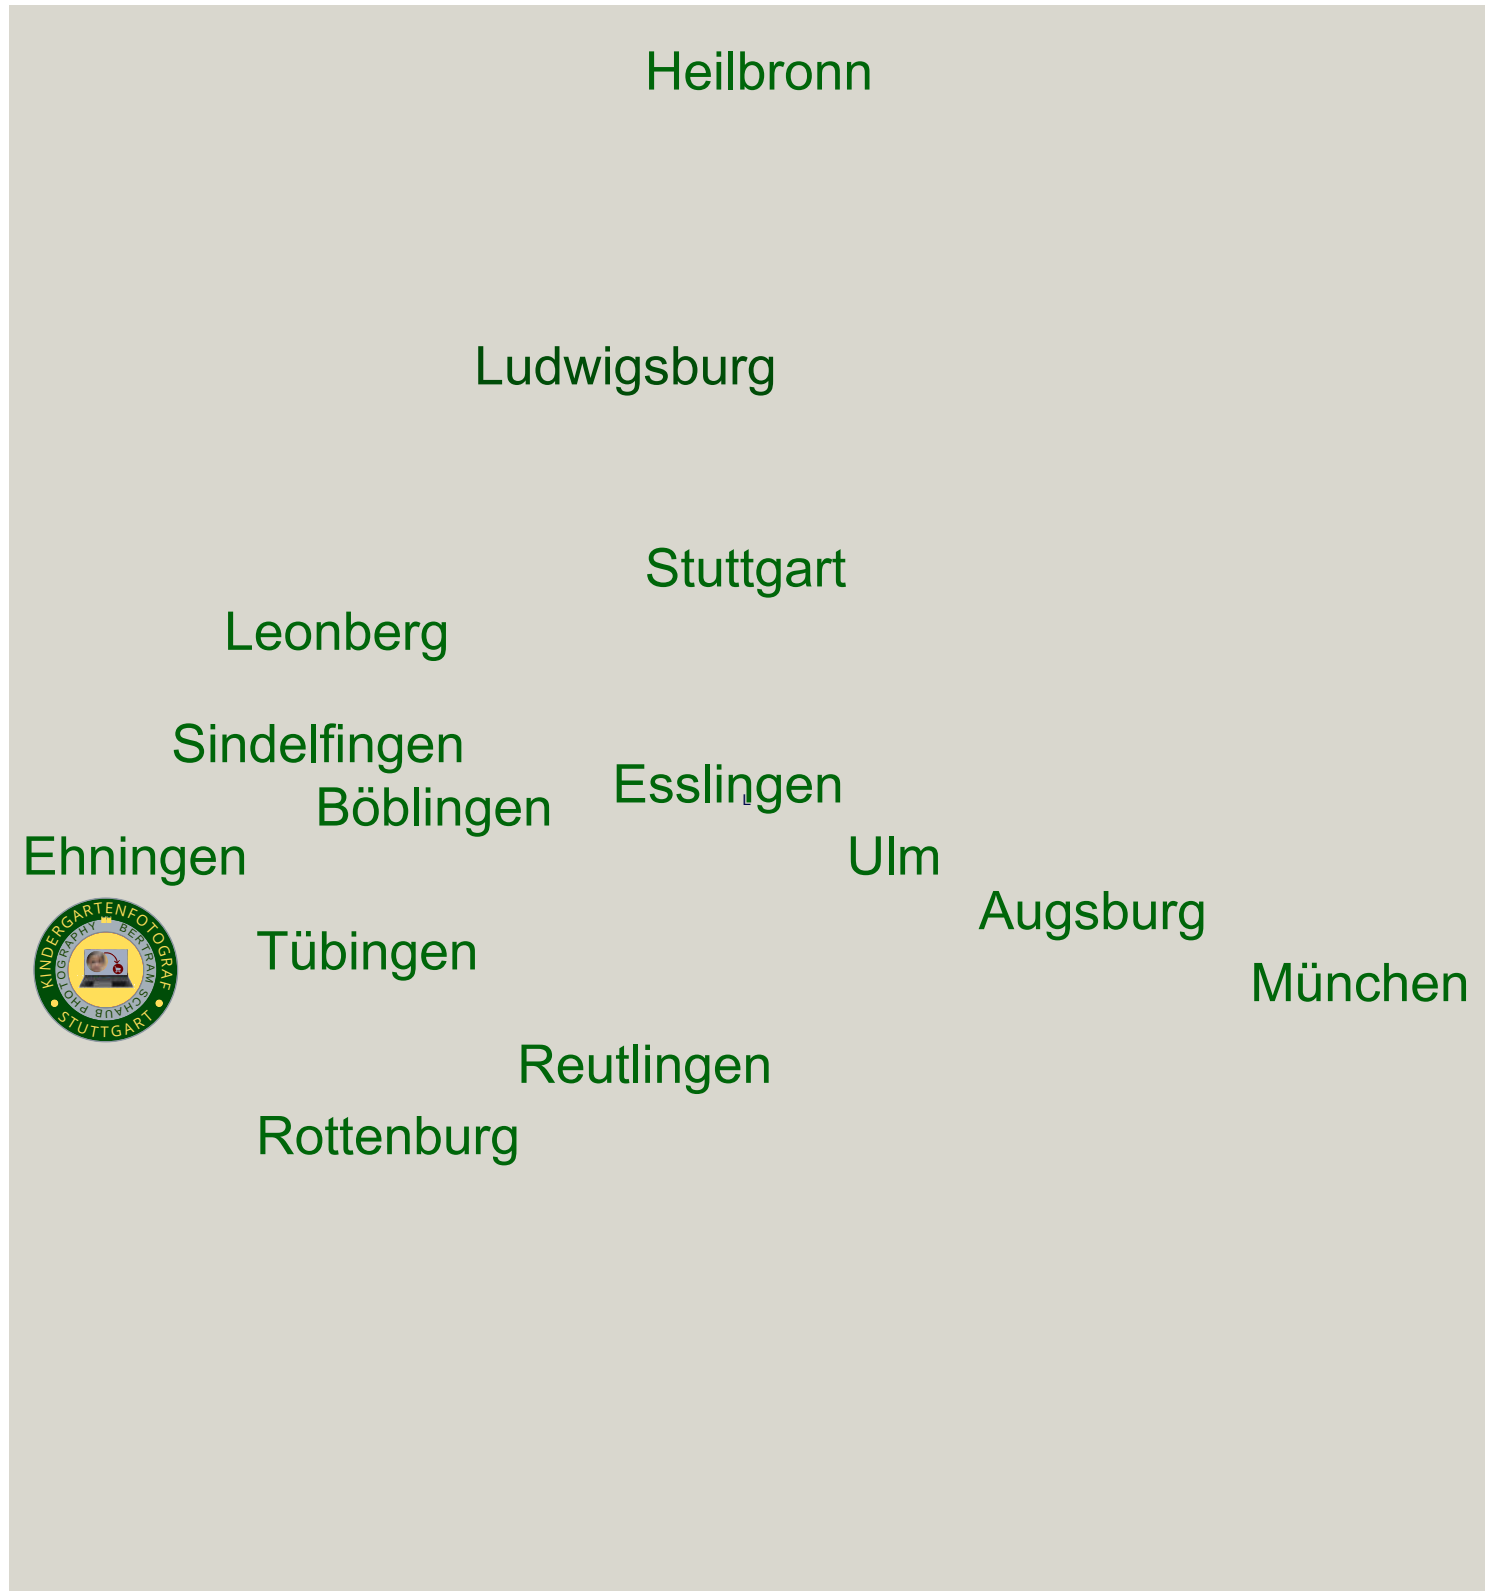 Heilbronn
Ludwigsburg
Stuttgart
Leonberg
Sindelfingen
Esslingen
L
Böblingen
Ehningen
Ulm
Augsburg
KINDERGARTENFOTOGRAF
BERTRAM SCHAUB PHOTOGRAPHY
STUTTGART
Tübingen
München
Reutlingen
Rottenburg